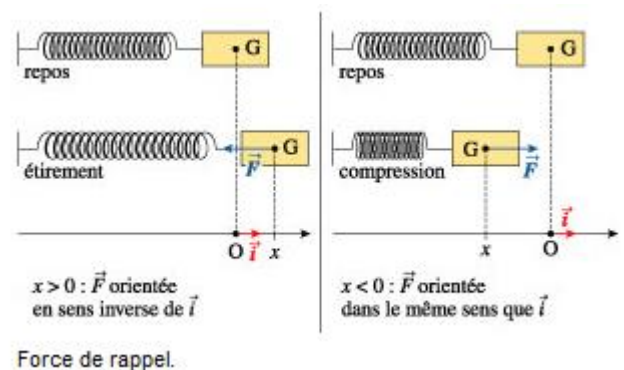 G
repos
G
F
étirement
O i x
x > 0 : F orientée
en sens inverse de i
G
repos
G
F
compression
i
x O
x < 0 : F orientée
dans le même sens que i
Force de rappel.